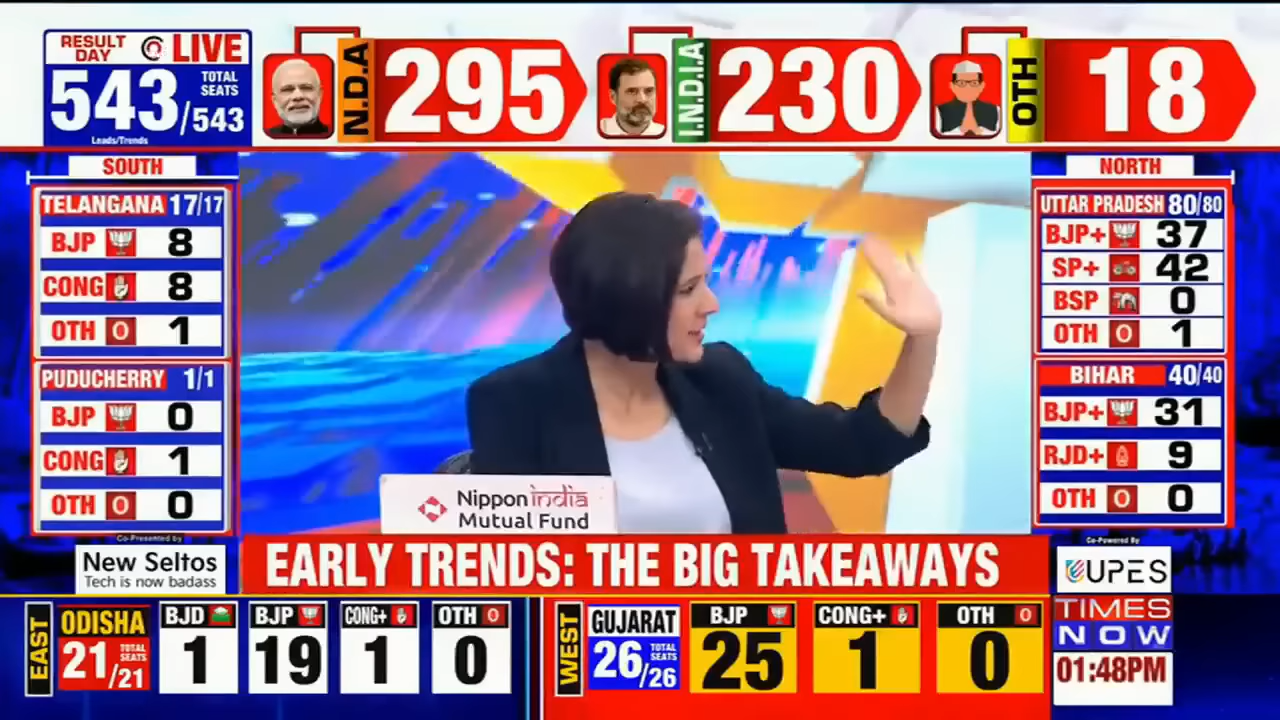 RESULT DAY LIVE
543/543 TOTAL SEATS
Leads/Trends
N.D.A 295
I.N.D.I.A 230
OTH 18
SOUTH
TELANGANA 17/17
BJP 8
CONG 8
OTH O 1
PUDUCHERRY 1/1
BJP 0
CONG 1
OTH O 0
NORTH
UTTAR PRADESH 80/80
BJP+ 37
SP+ 42
BSP 0
OTH O 1
BIHAR 40/40
BJP+ 31
RJD+ 9
OTH O 0
Nippon india
Mutual Fund
Co-Presented by
New Seltos
Tech is now badass
EARLY TRENDS: THE BIG TAKEAWAYS
Co-Powered By
UPES
EAST
ODISHA
21/21 TOTAL SEATS
BJD BJP CONG+ OTH O
1 19 1 0
WEST
GUJARAT
26/26 TOTAL SEATS
BJP CONG+ OTH O
25 1 0
TIMES
NOW
01:48PM